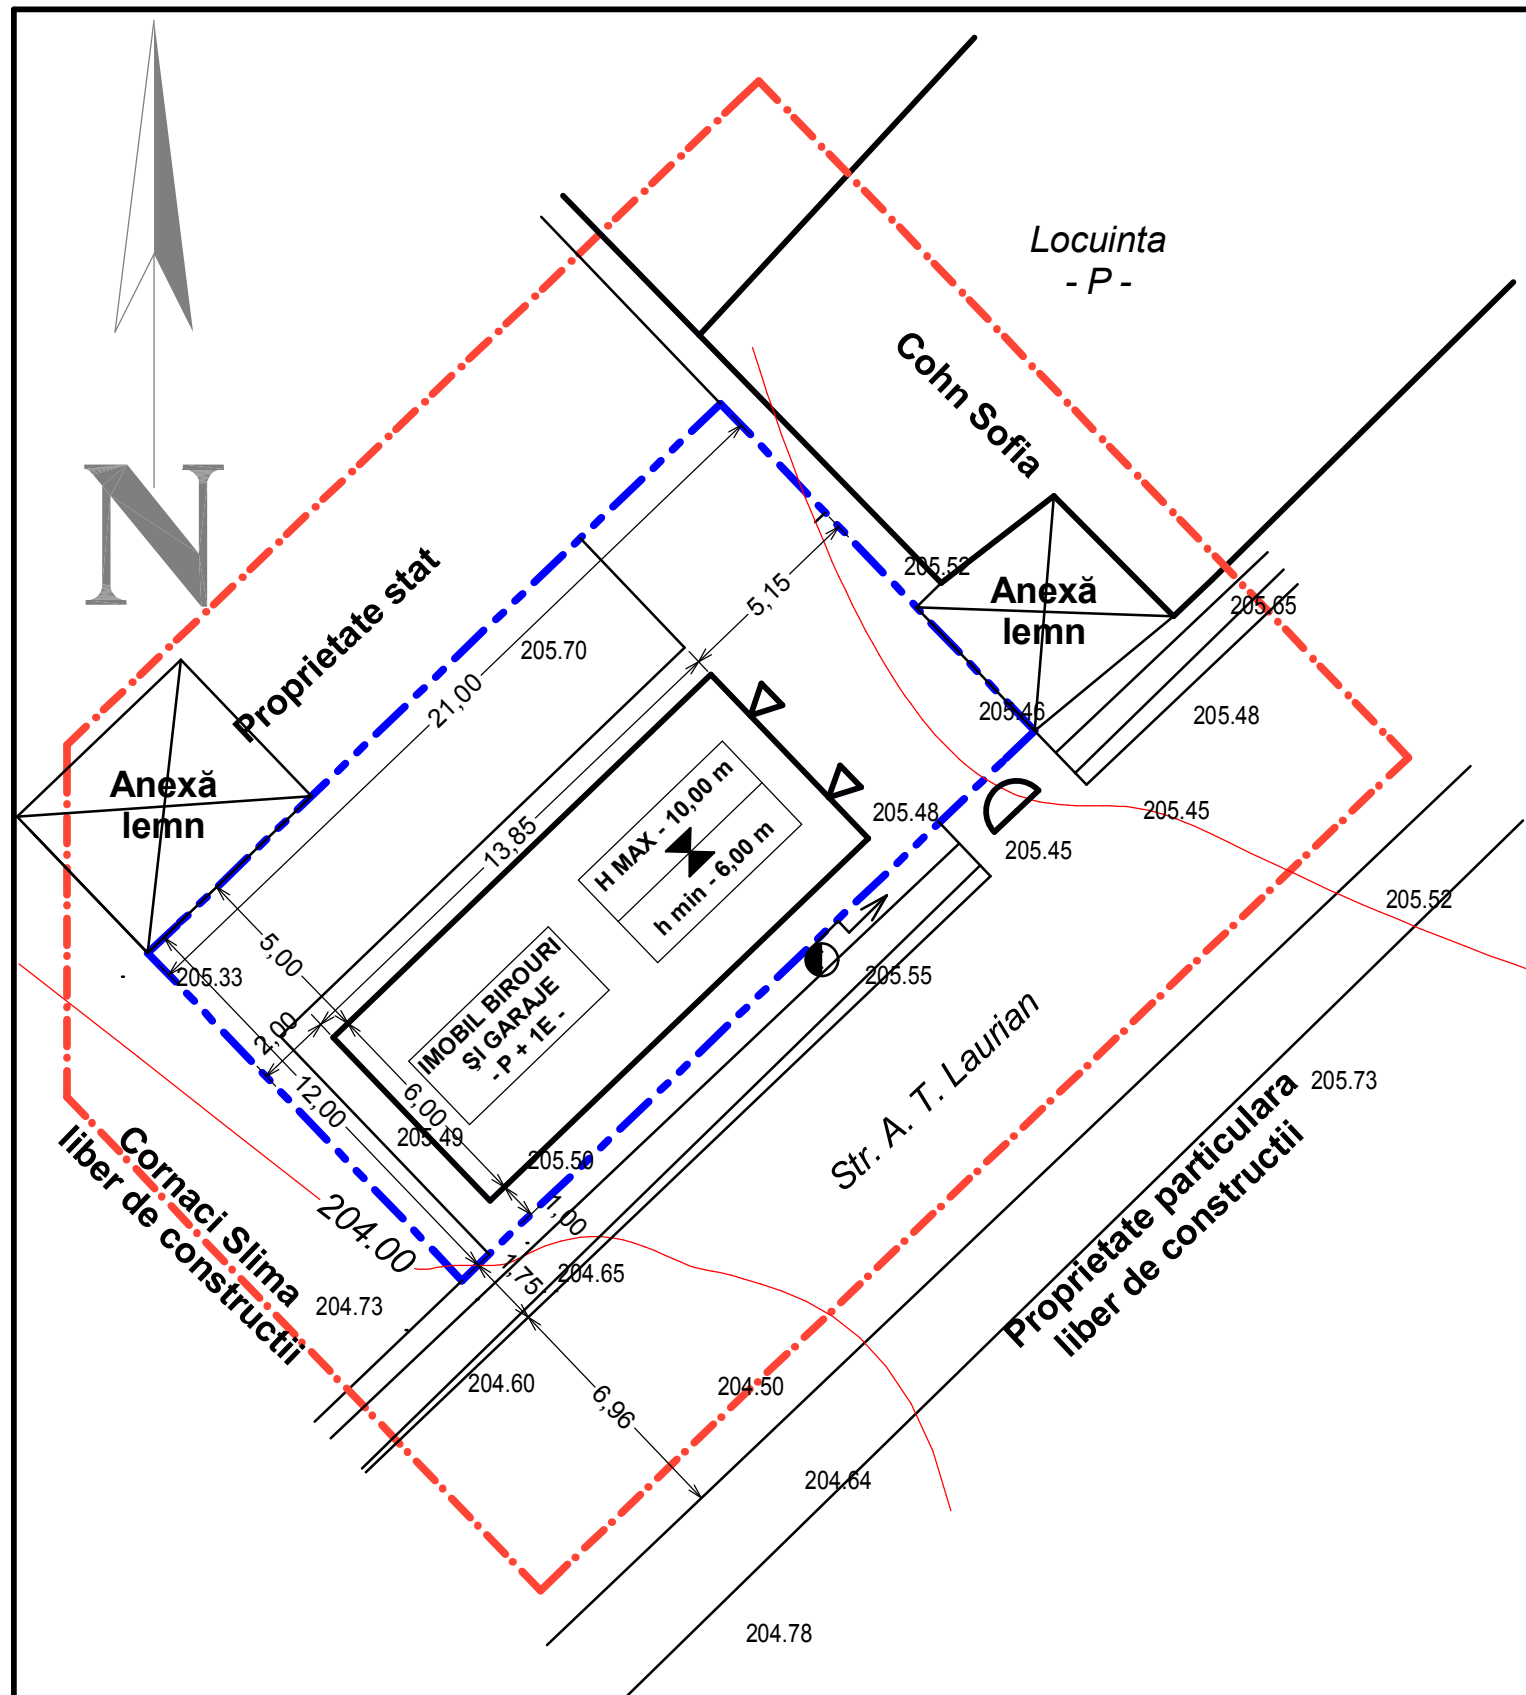 Locuinta
- P -
Cohn Sofia
N
205.52
Anexă
lemn
205.65
5,15
Proprietate stat
205.70
21,00
205.46
205.48
Anexă
lemn
H MAX - 10,00 m
h min - 6,00 m
13,85
205.48
205.45
205.45
205.52
5,00
IMOBIL BIROURI
ȘI GARAJE
- P + 1E -
205.33
205.55
2,00
Str. A. T. Laurian
12,00
6,00
205.49
205.73
Proprietate particulara
liber de constructii
205.50
Cornaci Slima
liber de constructii
204.00
1,00
1,75
204.65
204.73
204.60
204.50
6,96
204.64
204.78